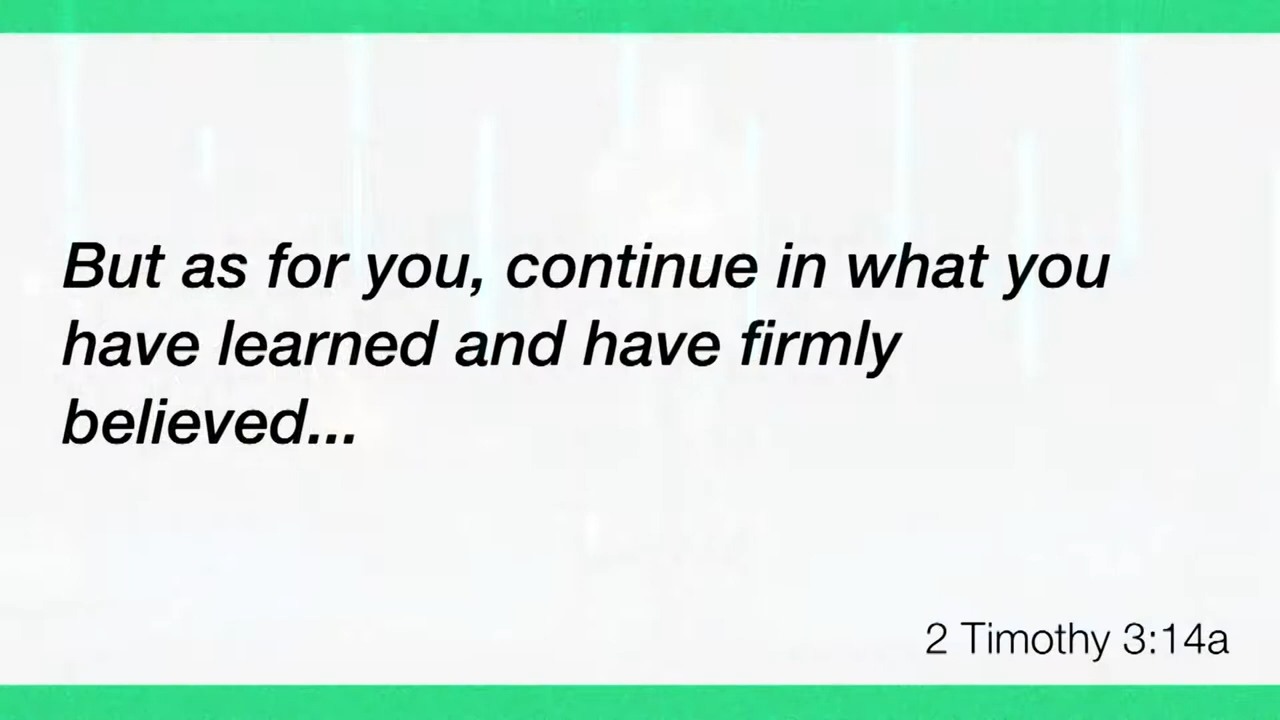 But as for you, continue in what you
have learned and have firmly
believed...
2 Timothy 3:14a